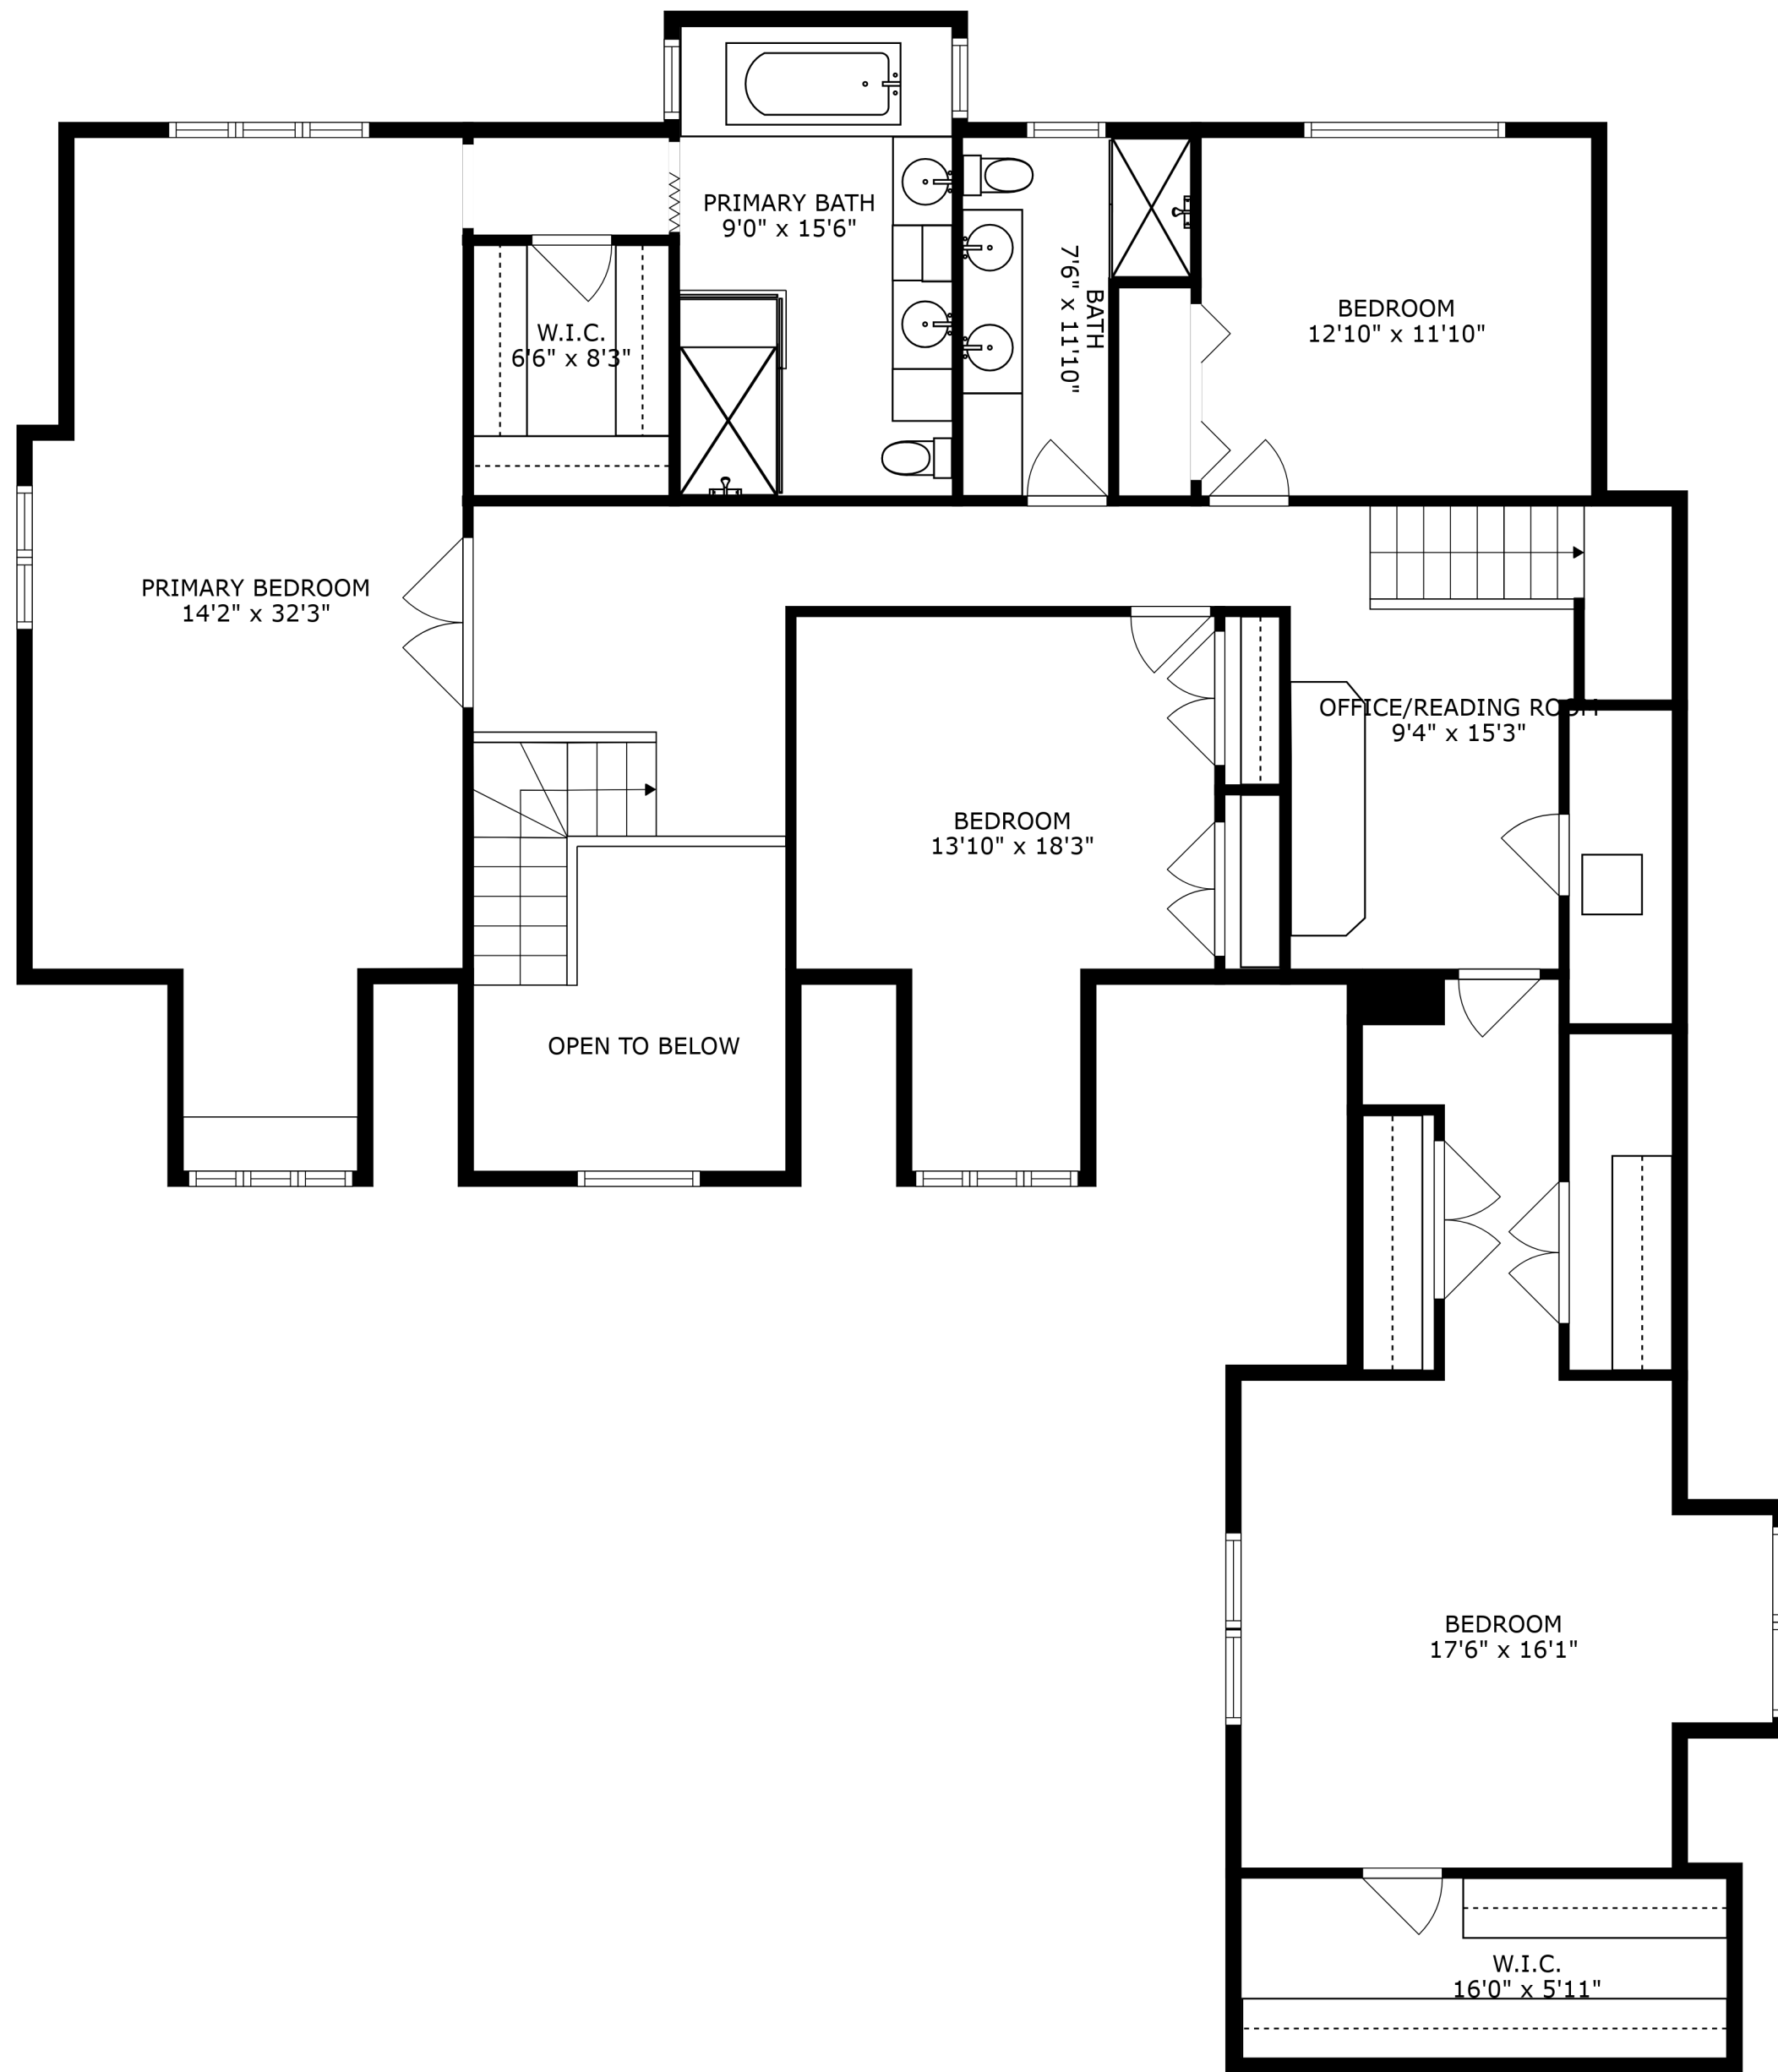 PRIMARY BATH
9'0" x 15'6"
BATH
7'6" x 11'10"
BEDROOM
12'10" x 11'10"
W.I.C.
6'6" x 8'3"
PRIMARY BEDROOM
14'2" x 32'3"
OFFICE/READING ROOM
9'4" x 15'3"
BEDROOM
13'10" x 18'3"
OPEN TO BELOW
BEDROOM
17'6" x 16'1"
W.I.C.
16'0" x 5'11"